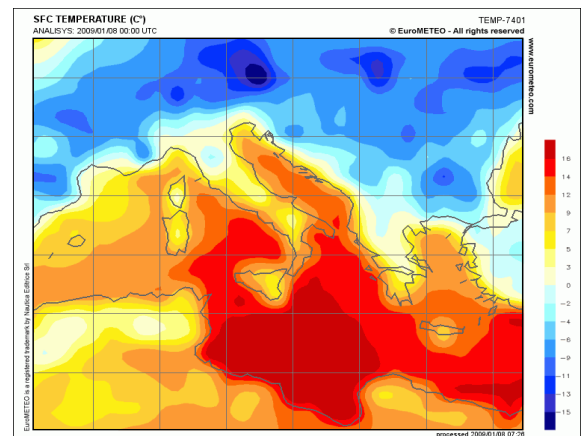 SFC TEMPERATURE (C°)
TEMP-7401
ANALISYS: 2009/01/08 00:00 UTC
© EuroMETEO - All rights reserved
www.eurometeo.com
EuroMETEO is a registered trademark by Nautica Editrice Srl
16
14
12
9
7
5
3
0
−2
−4
−6
−9
−11
−13
−15
processed 2009/01/08 07:26